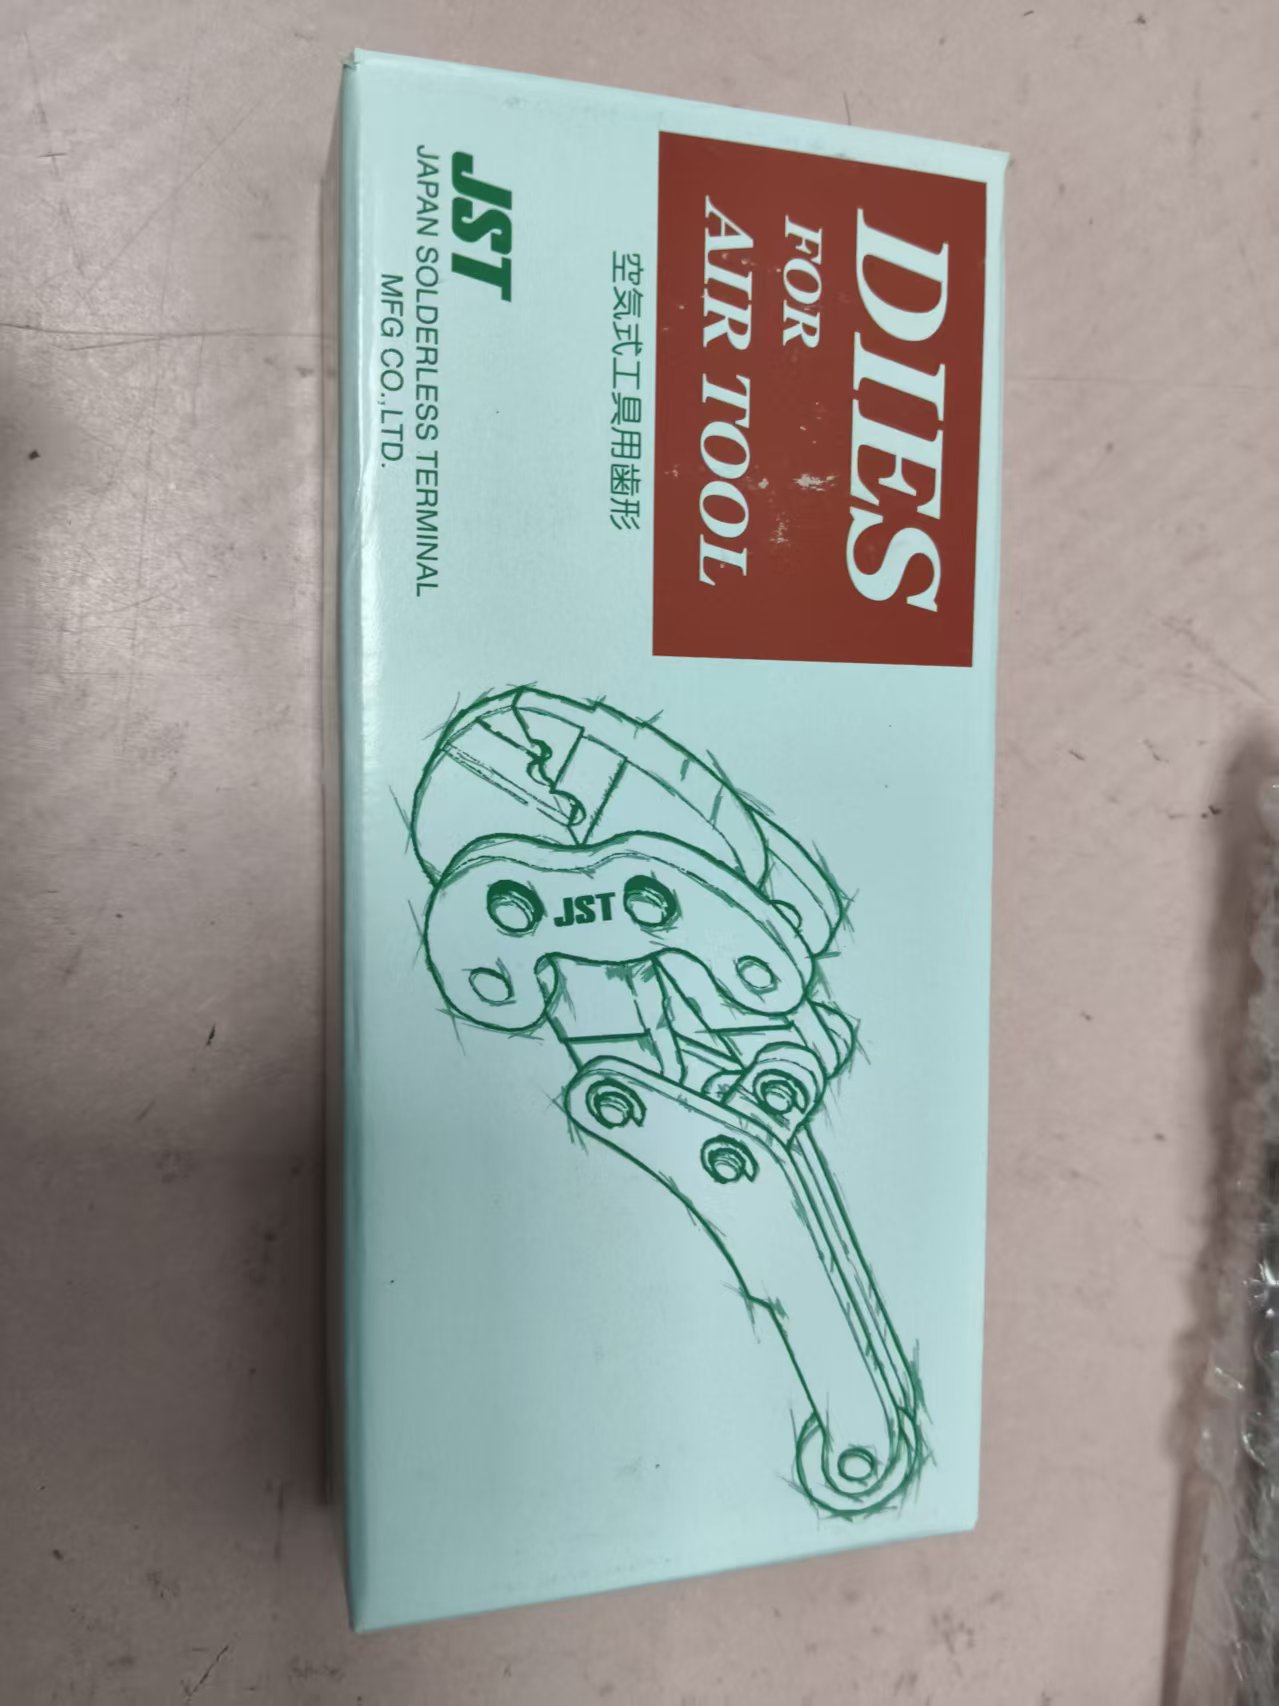 DIES
FOR
AIR TOOL
空気式工具用歯形
JST
JAPAN SOLDERLESS TERMINAL
MFG CO.,LTD.
JST